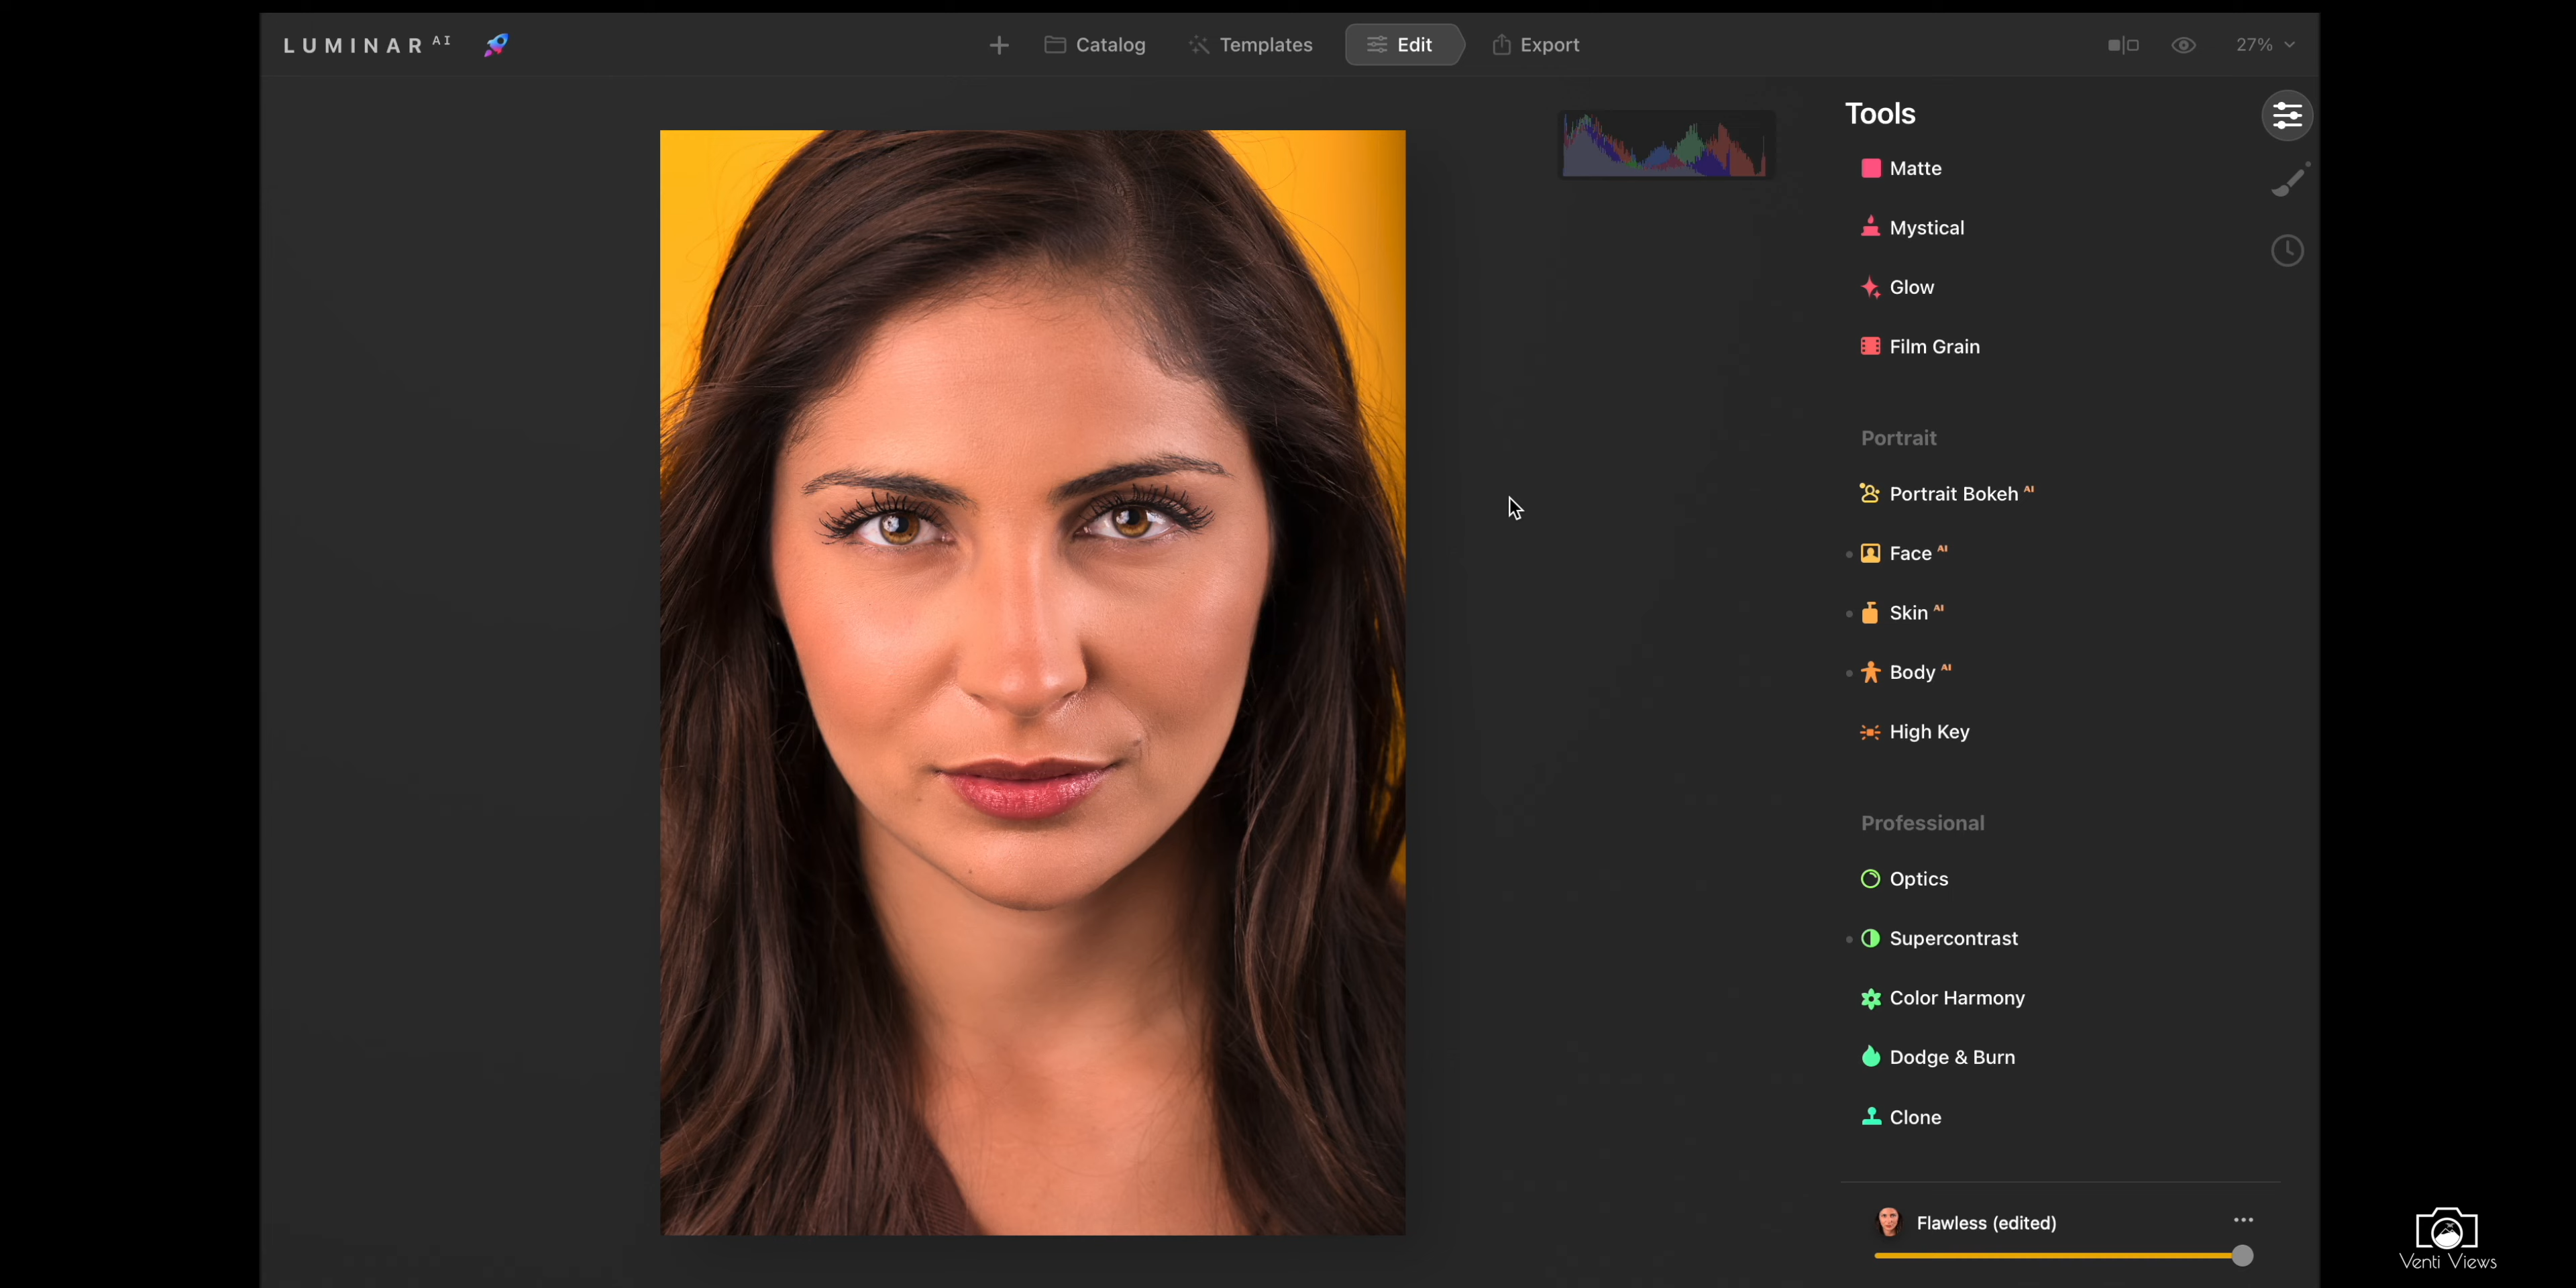 LUMINAR AI
Catalog
Templates
Edit
Export
27%
Tools
Matte
Mystical
Glow
Film Grain
Portrait
Portrait Bokeh AI
Face AI
Skin AI
Body AI
High Key
Professional
Optics
Supercontrast
Color Harmony
Dodge & Burn
Clone
Flawless (edited)
Venti Views